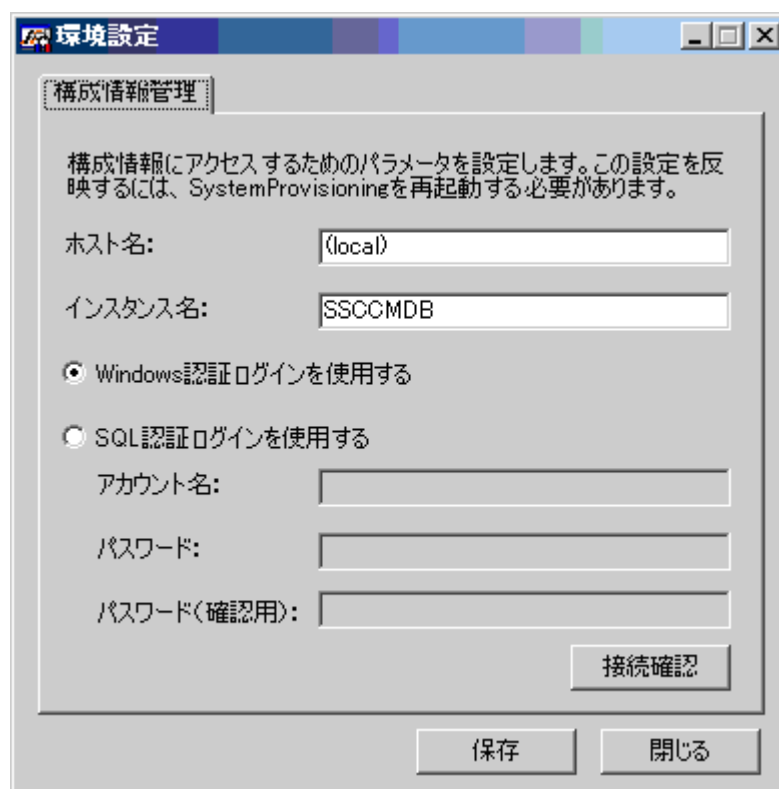 環境設定
構成情報管理
構成情報にアクセスするためのパラメータを設定します。この設定を反
映するには、SystemProvisioningを再起動する必要があります。
ホスト名: (local)
インスタンス名: SSCCMDB
Windows認証ログインを使用する
SQL認証ログインを使用する
アカウント名:
パスワード:
パスワード(確認用):
接続確認
保存 閉じる